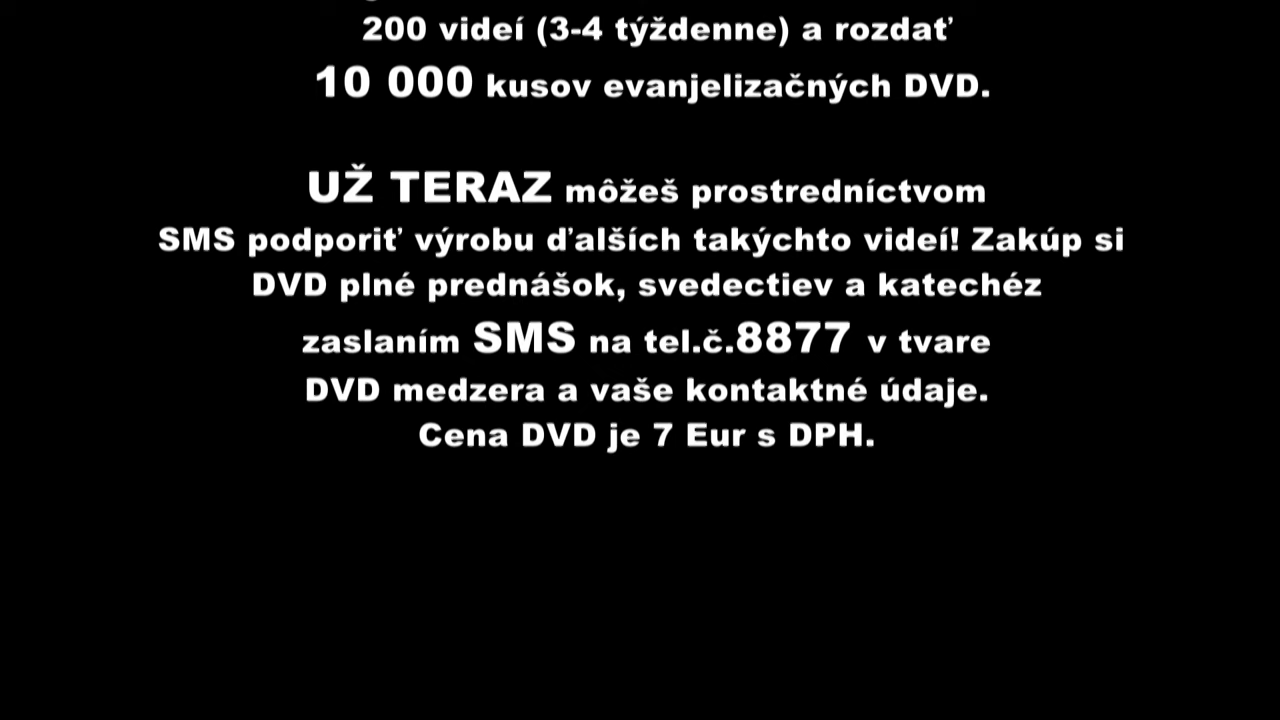 200 videí (3-4 týždenne) a rozdať
10 000 kusov evanjelizačných DVD.
UŽ TERAZ môžeš prostredníctvom
SMS podporiť výrobu ďalších takýchto videí! Zakúp si
DVD plné prednášok, svedectiev a katechéz
zaslaním SMS na tel.č.8877 v tvare
DVD medzera a vaše kontaktné údaje.
Cena DVD je 7 Eur s DPH.